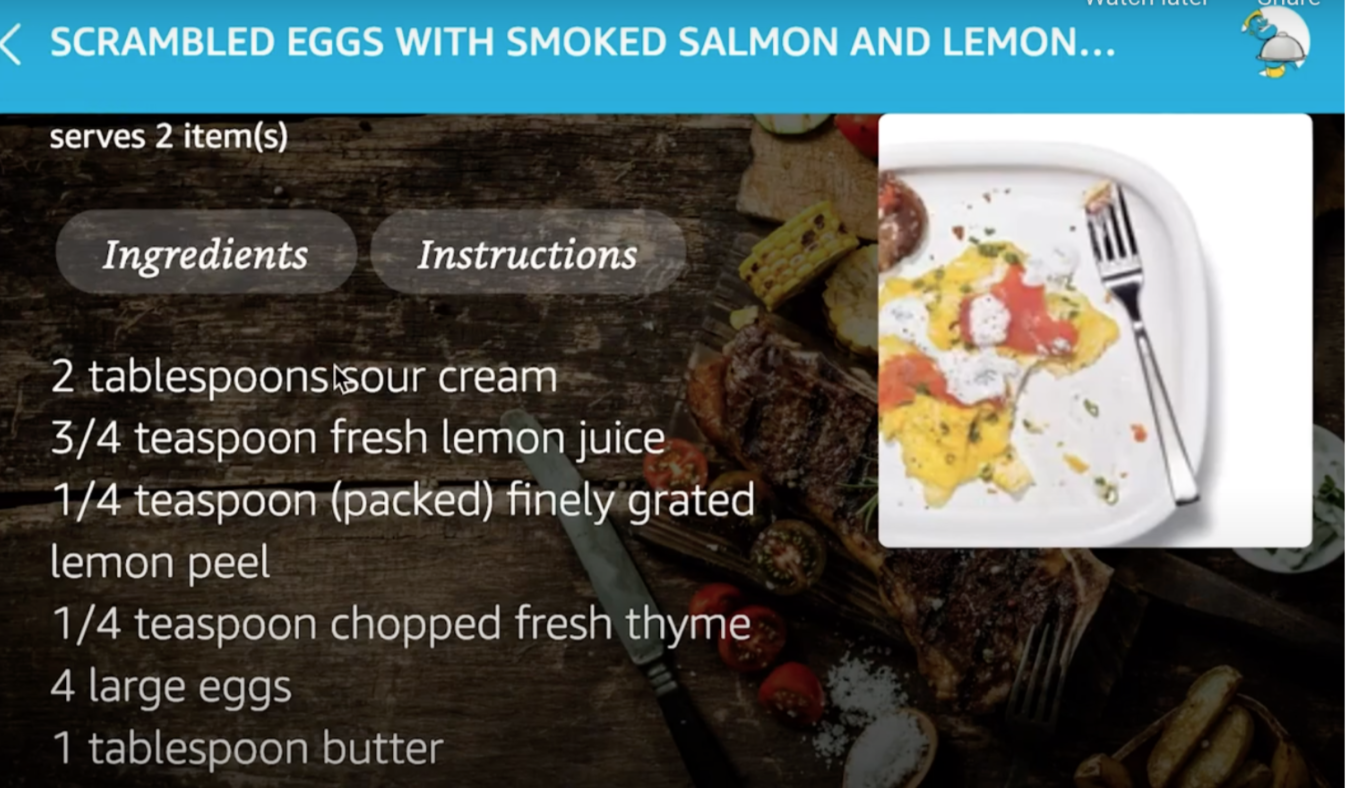 SCRAMBLED EGGS WITH SMOKED SALMON AND LEMON...
serves 2 item(s)
Ingredients
Instructions
2 tablespoons sour cream
3/4 teaspoon fresh lemon juice
1/4 teaspoon (packed) finely grated
lemon peel
1/4 teaspoon chopped fresh thyme
4 large eggs
1 tablespoon butter